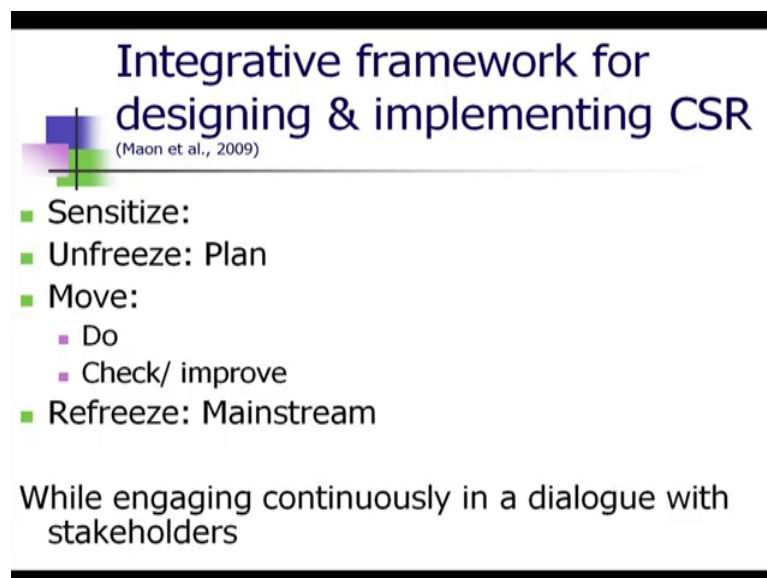 Integrative framework for
designing & implementing CSR
(Maon et al., 2009)
Sensitize:
Unfreeze: Plan
Move:
Do
Check/ improve
Refreeze: Mainstream
While engaging continuously in a dialogue with
stakeholders